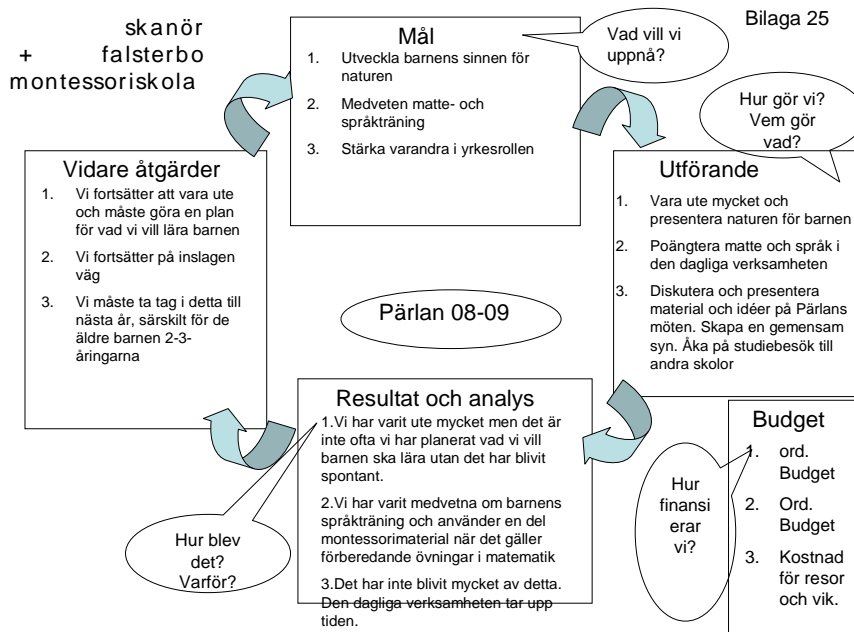 skanör
+ falsterbo
montessoriskola
Bilaga 25
Mål
1. Utveckla barnens sinnen för
naturen
2. Medveten matte- och
språkträning
3. Stärka varandra i yrkesrollen
Vad vill vi
uppnå?
Hur gör vi?
Vem gör
vad?
Utförande
1. Vara ute mycket och
presentera naturen för barnen
2. Poängtera matte och språk i
den dagliga verksamheten
3. Diskutera och presentera
material och idéer på Pärlans
möten. Skapa en gemensam
syn. Åka på studiebesök till
andra skolor
Vidare åtgärder
1. Vi fortsätter att vara ute
och måste göra en plan
för vad vi vill lära barnen
2. Vi fortsätter på inslagen
väg
3. Vi måste ta tag i detta till
nästa år, särskilt för de
äldre barnen 2-3-
åringarna
Pärlan 08-09
Resultat och analys
1.Vi har varit ute mycket men det är
inte ofta vi har planerat vad vi vill
barnen ska lära utan det har blivit
spontant.
2.Vi har varit medvetna om barnens
språkträning och använder en del
montessorimaterial när det gäller
förberedande övningar i matematik
3.Det har inte blivit mycket av detta.
Den dagliga verksamheten tar upp
tiden.
Hur blev
det?
Varför?
Hur
finansi
erar
vi?
Budget
1. ord.
Budget
2. Ord.
Budget
3. Kostnad
för resor
och vik.